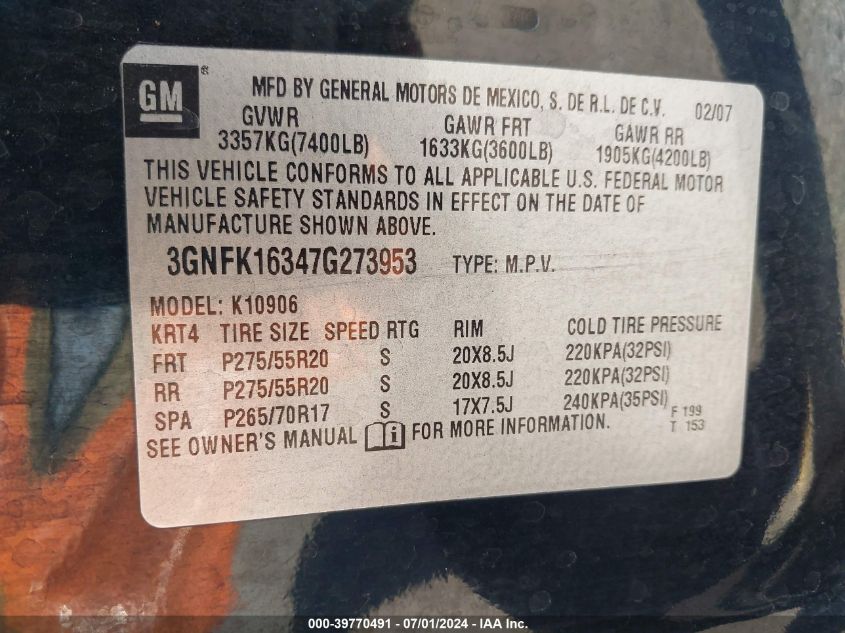 GM ®
MFD BY GENERAL MOTORS DE MEXICO, S. DE R.L. DE C.V. 02/07
GVWR GAWR FRT GAWR RR
3357KG(7400LB) 1633KG(3600LB) 1905KG(4200LB)
THIS VEHICLE CONFORMS TO ALL APPLICABLE U.S. FEDERAL MOTOR
VEHICLE SAFETY STANDARDS IN EFFECT ON THE DATE OF
MANUFACTURE SHOWN ABOVE.
3GNFK16347G273953 TYPE: M.P.V.
MODEL: K10906
KRT4 TIRE SIZE SPEED RTG RIM COLD TIRE PRESSURE
FRT P275/55R20 S 20X8.5J 220KPA(32PSI)
RR P275/55R20 S 20X8.5J 220KPA(32PSI)
SPA P265/70R17 S 17X7.5J 240KPA(35PSI)
SEE OWNER'S MANUAL FOR MORE INFORMATION.
F 199
T 153
000-39770491 - 07/01/2024 - IAA Inc.